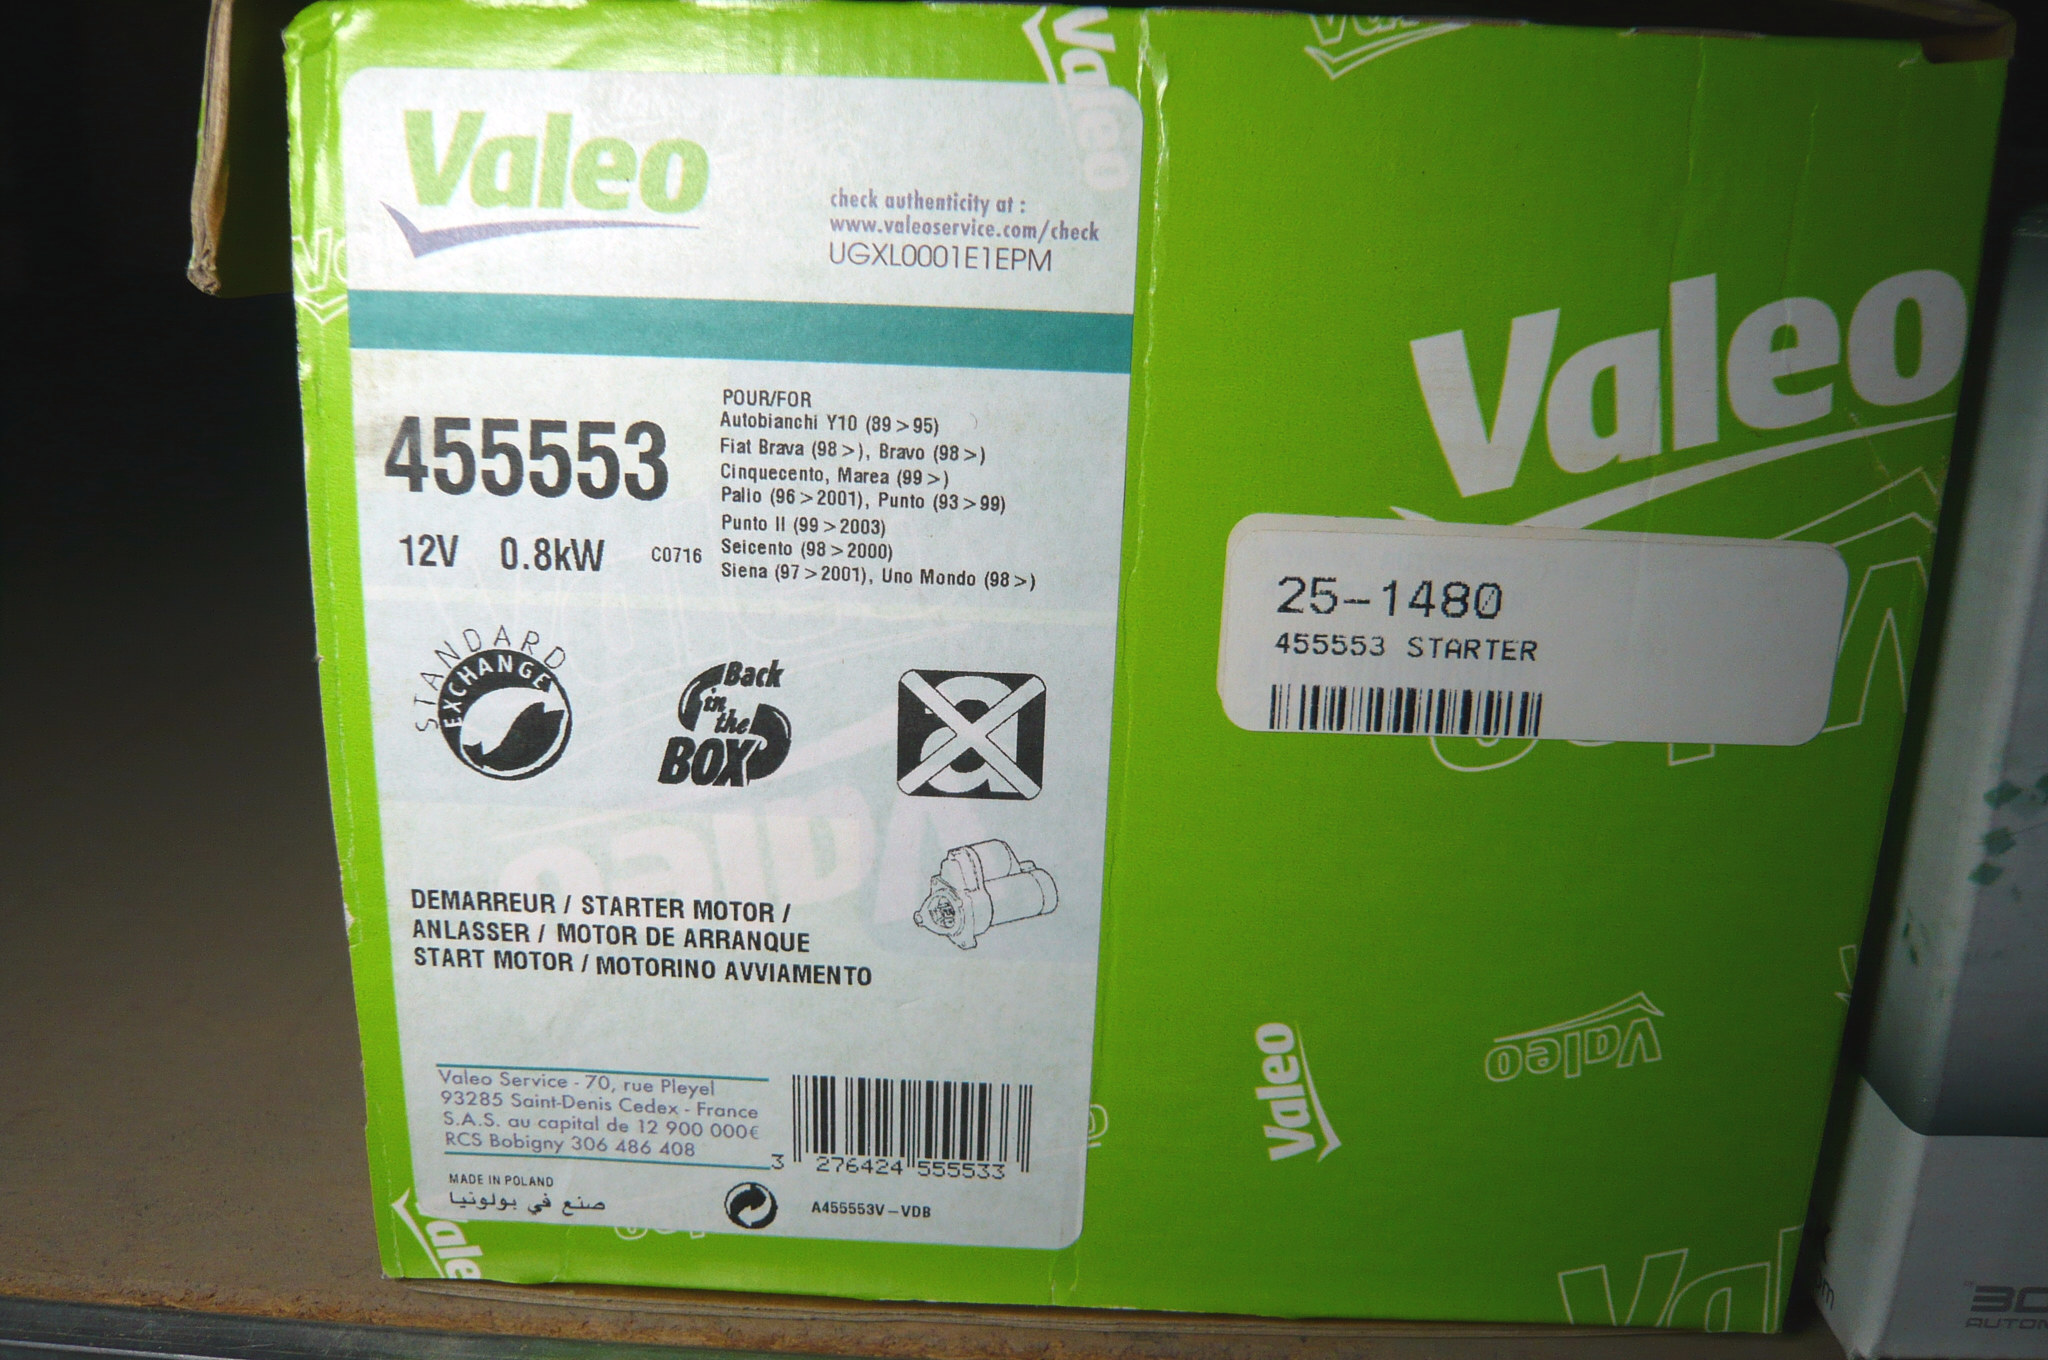 Valeo
check authenticity at :
www.valeoservice.com/check
UGXL0001E1EPM
455553
12V 0.8kW C0716
POUR/FOR
Autobianchi Y10 (89 > 95)
Fiat Brava (98 >), Bravo (98 >)
Cinquecento, Marea (99 >)
Palio (96 > 2001), Punto (93 > 99)
Punto II (99 > 2003)
Seicento (98 > 2000)
Siena (97 > 2001), Uno Mondo (98 >)
STANDARD
EXCHANGE
Back
in
the
BOX
a
DEMARREUR / STARTER MOTOR /
ANLASSER / MOTOR DE ARRANQUE
START MOTOR / MOTORINO AVVIAMENTO
Valeo Service - 70, rue Pleyel
93285 Saint-Denis Cedex - France
S.A.S. au capital de 12 900 000€
RCS Bobigny 306 486 408
MADE IN POLAND
صنع في بولونيا
3 276424 555533
A455553V – VDB
Valeo
Valeo
25-1480
455553 STARTER
Valeo
Valeo